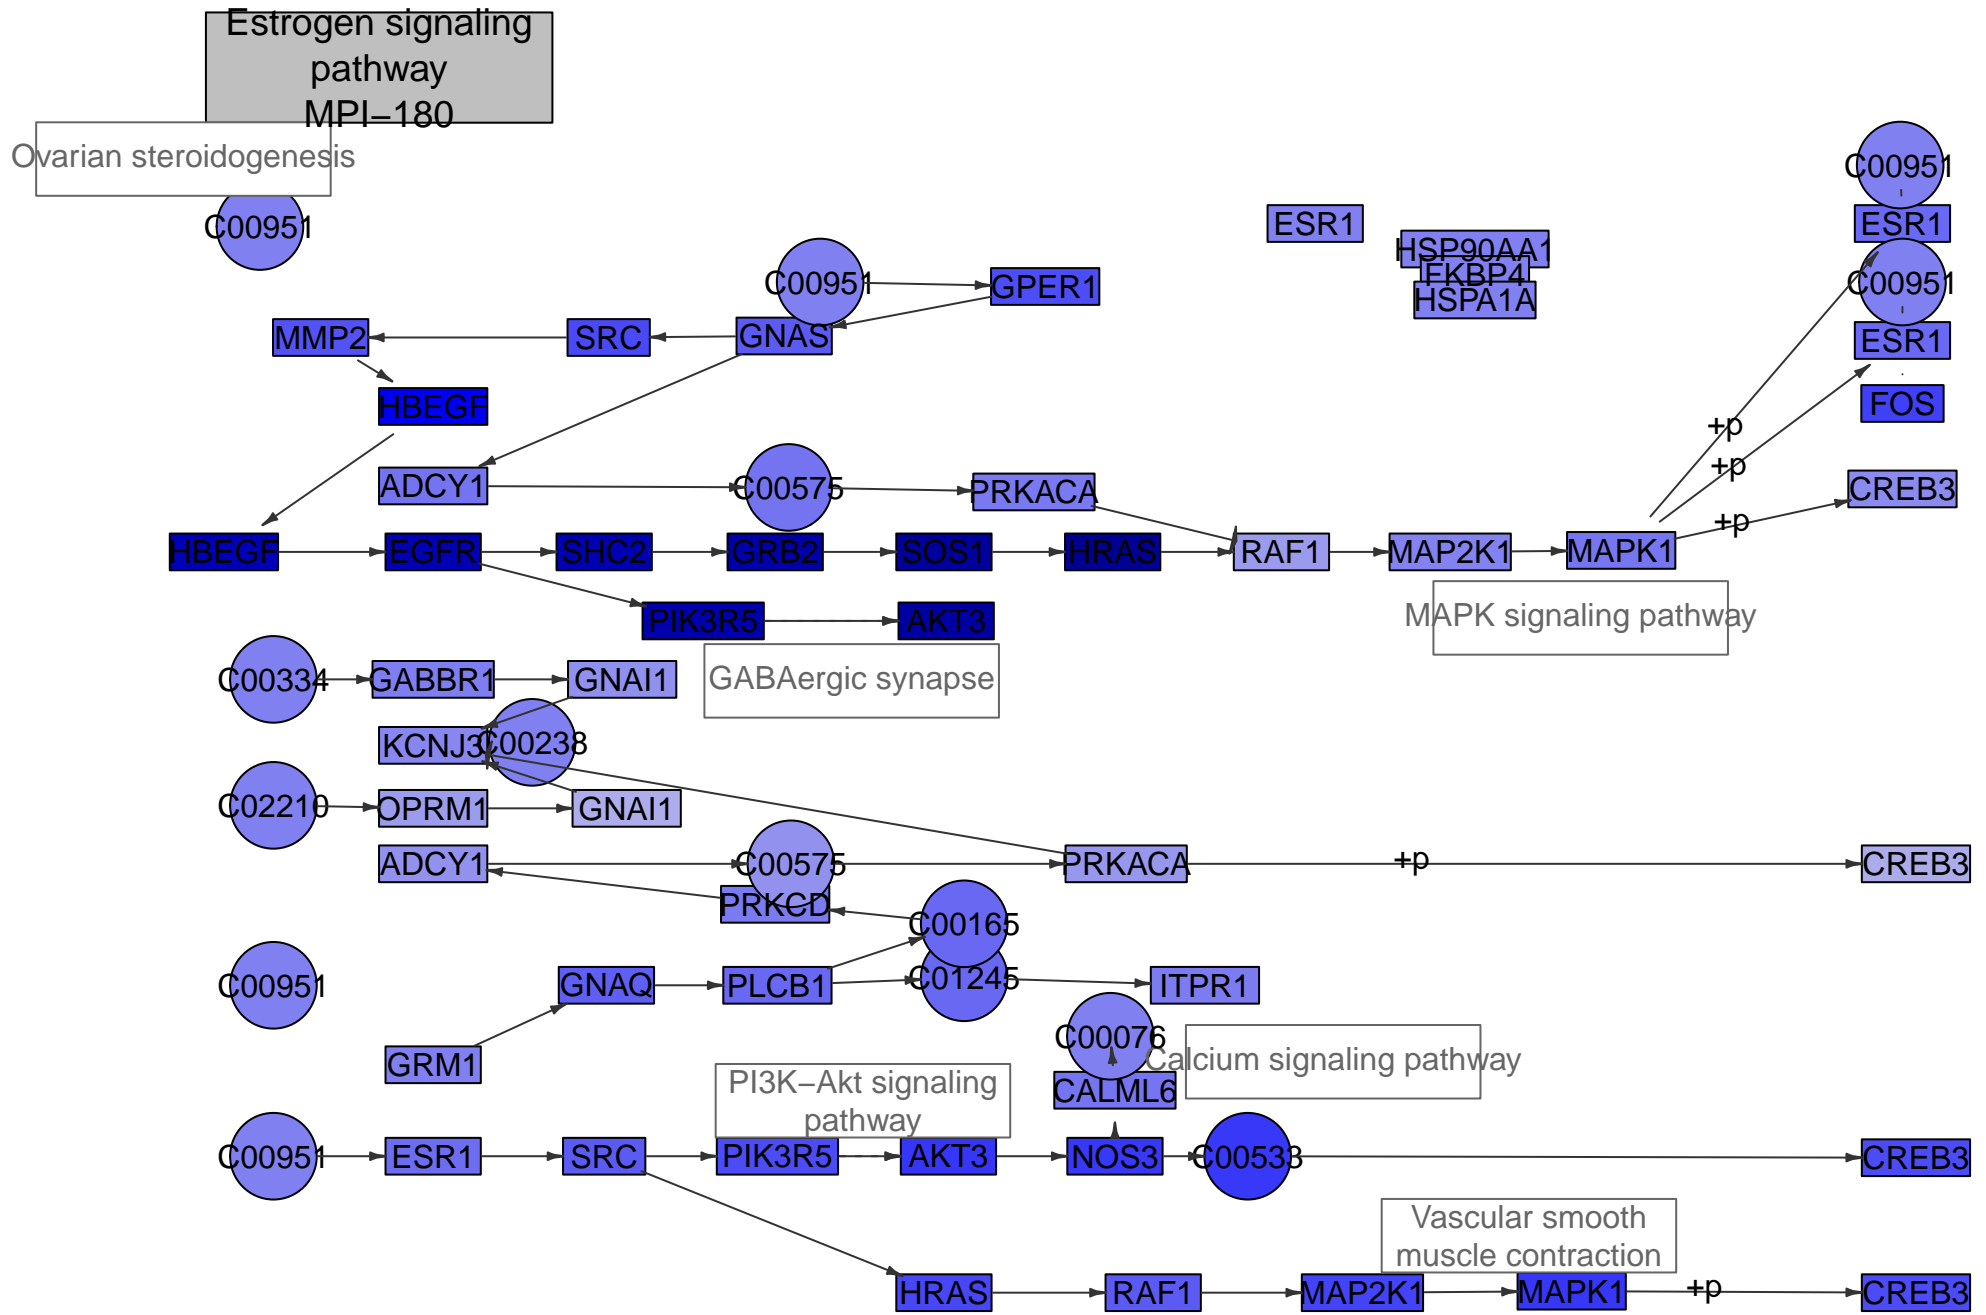 Estrogen signaling
pathway
MPI−180
Ovarian steroidogenesis
C00951
C00951
ESR1
ESR1
C00951
HSP90AA1
FKBP4
HSPA1A
C00951
GPER1
C00951
MMP2
SRC
GNAS
ESR1
HBEGF
FOS
+p
+p
ADCY1
C00575
PRKACA
CREB3
+p
HBEGF
EGFR
SHC2
GRB2
SOS1
HRAS
RAF1
MAP2K1
MAPK1
PIK3R5
AKT3
MAPK signaling pathway
C00334
GABBR1
GNAI1
GABAergic synapse
KCNJ3
C00238
C02210
OPRM1
GNAI1
ADCY1
C00575
PRKACA
+p
CREB3
PRKCD
C00165
C00951
GNAQ
PLCB1
C01245
ITPR1
C00076
Calcium signaling pathway
GRM1
CALML6
PI3K−Akt signaling
pathway
C00951
ESR1
SRC
PIK3R5
AKT3
NOS3
C00533
CREB3
Vascular smooth
muscle contraction
HRAS
RAF1
MAP2K1
MAPK1
+p
CREB3